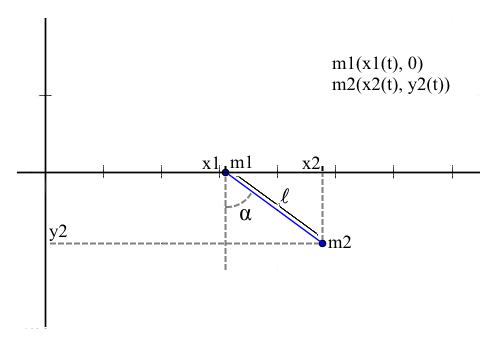 m1(x1(t), 0)
m2(x2(t), y2(t))
x1 m1 x2
ℓ
α
y2
m2